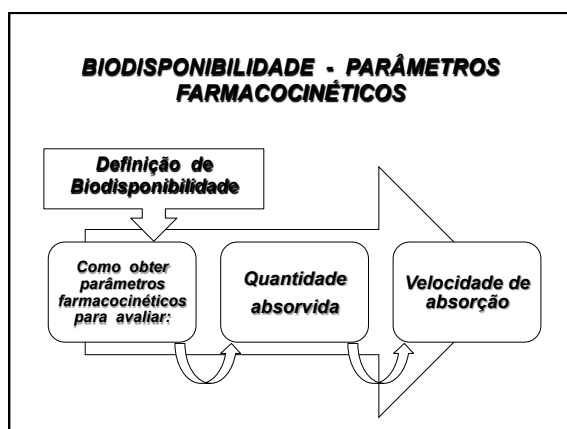 BIODISPONIBILIDADE - PARÂMETROS
FARMACOCINÉTICOS
Definição de
Biodisponibilidade
Como obter
parâmetros
farmacocinéticos
para avaliar:
Quantidade
absorvida
Velocidade de
absorção